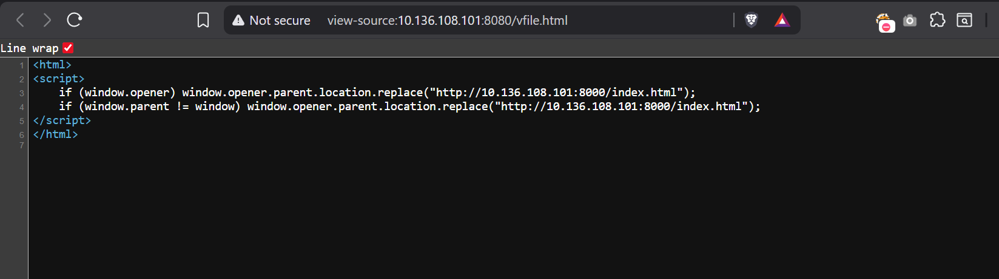 Not secure view-source:10.136.108.101:8080/vfile.html
Line wrap
1 <html>
2 <script>
3 if (window.opener) window.opener.parent.location.replace("http://10.136.108.101:8000/index.html");
4 if (window.parent != window) window.opener.parent.location.replace("http://10.136.108.101:8000/index.html");
5 </script>
6 </html>
7